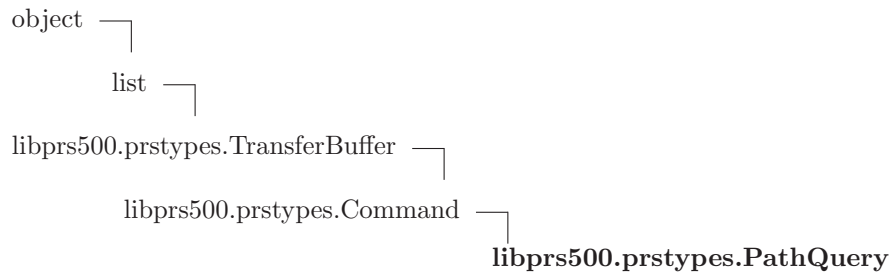 object
list
libprs500.prstypes.TransferBuffer
libprs500.prstypes.Command
libprs500.prstypes.PathQuery